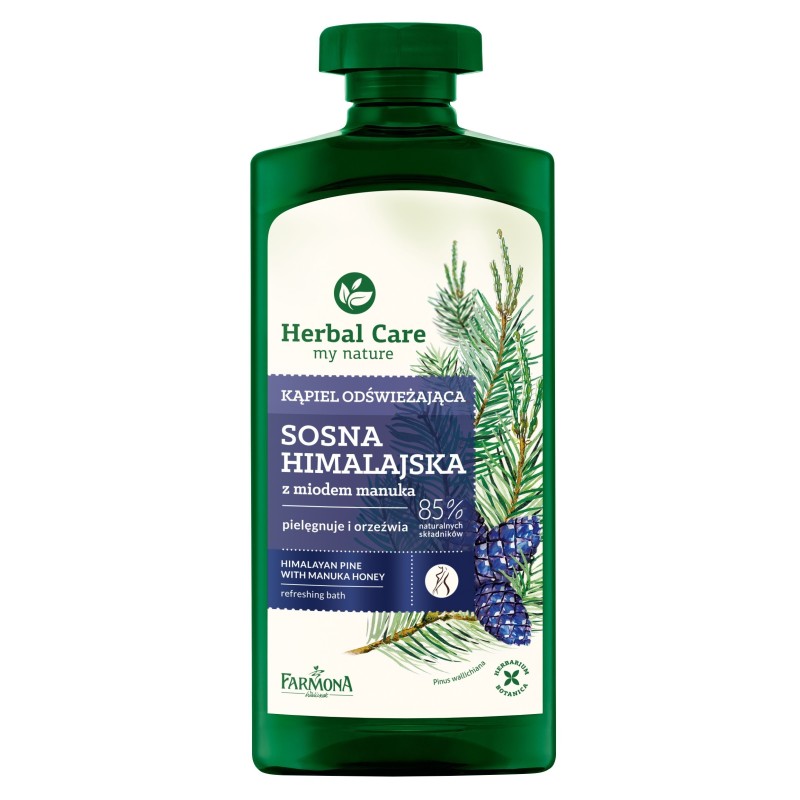 Herbal Care
my nature
KĄPIEL ODŚWIEŻAJĄCA
SOSNA
HIMALAJSKA
z miodem manuka
85%
naturalnych
składników
pielęgnuje i orzeźwia
HIMALAYAN PINE
WITH MANUKA HONEY
refreshing bath
Pinus wallichiana
HERBARIUM
BOTANICA
FARMONA